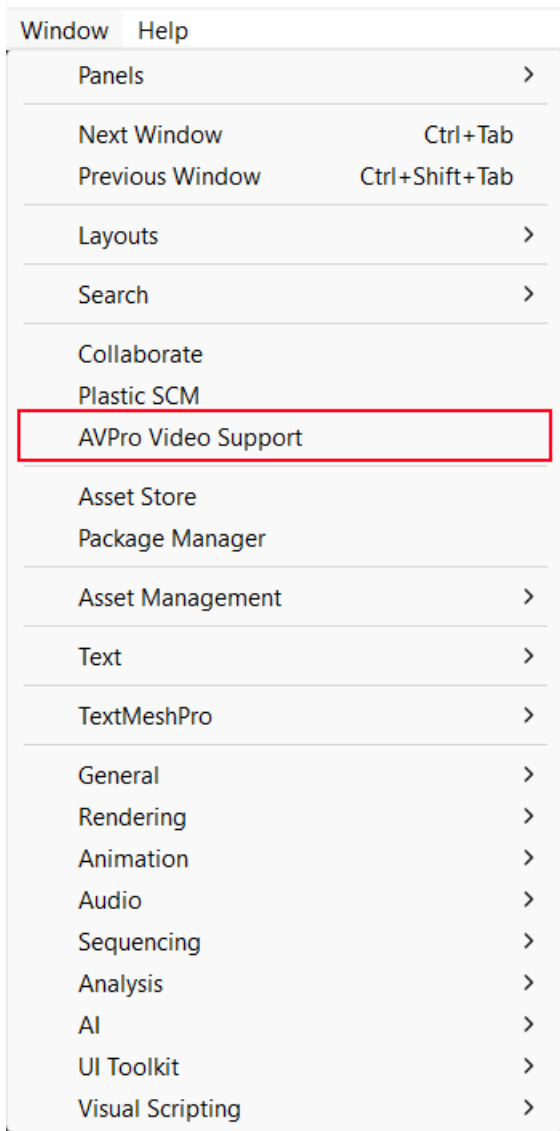 Window Help
Panels >
Next Window Ctrl+Tab
Previous Window Ctrl+Shift+Tab
Layouts >
Search >
Collaborate
Plastic SCM
AVPro Video Support
Asset Store
Package Manager
Asset Management >
Text >
TextMeshPro >
General >
Rendering >
Animation >
Audio >
Sequencing >
Analysis >
AI >
UI Toolkit >
Visual Scripting >